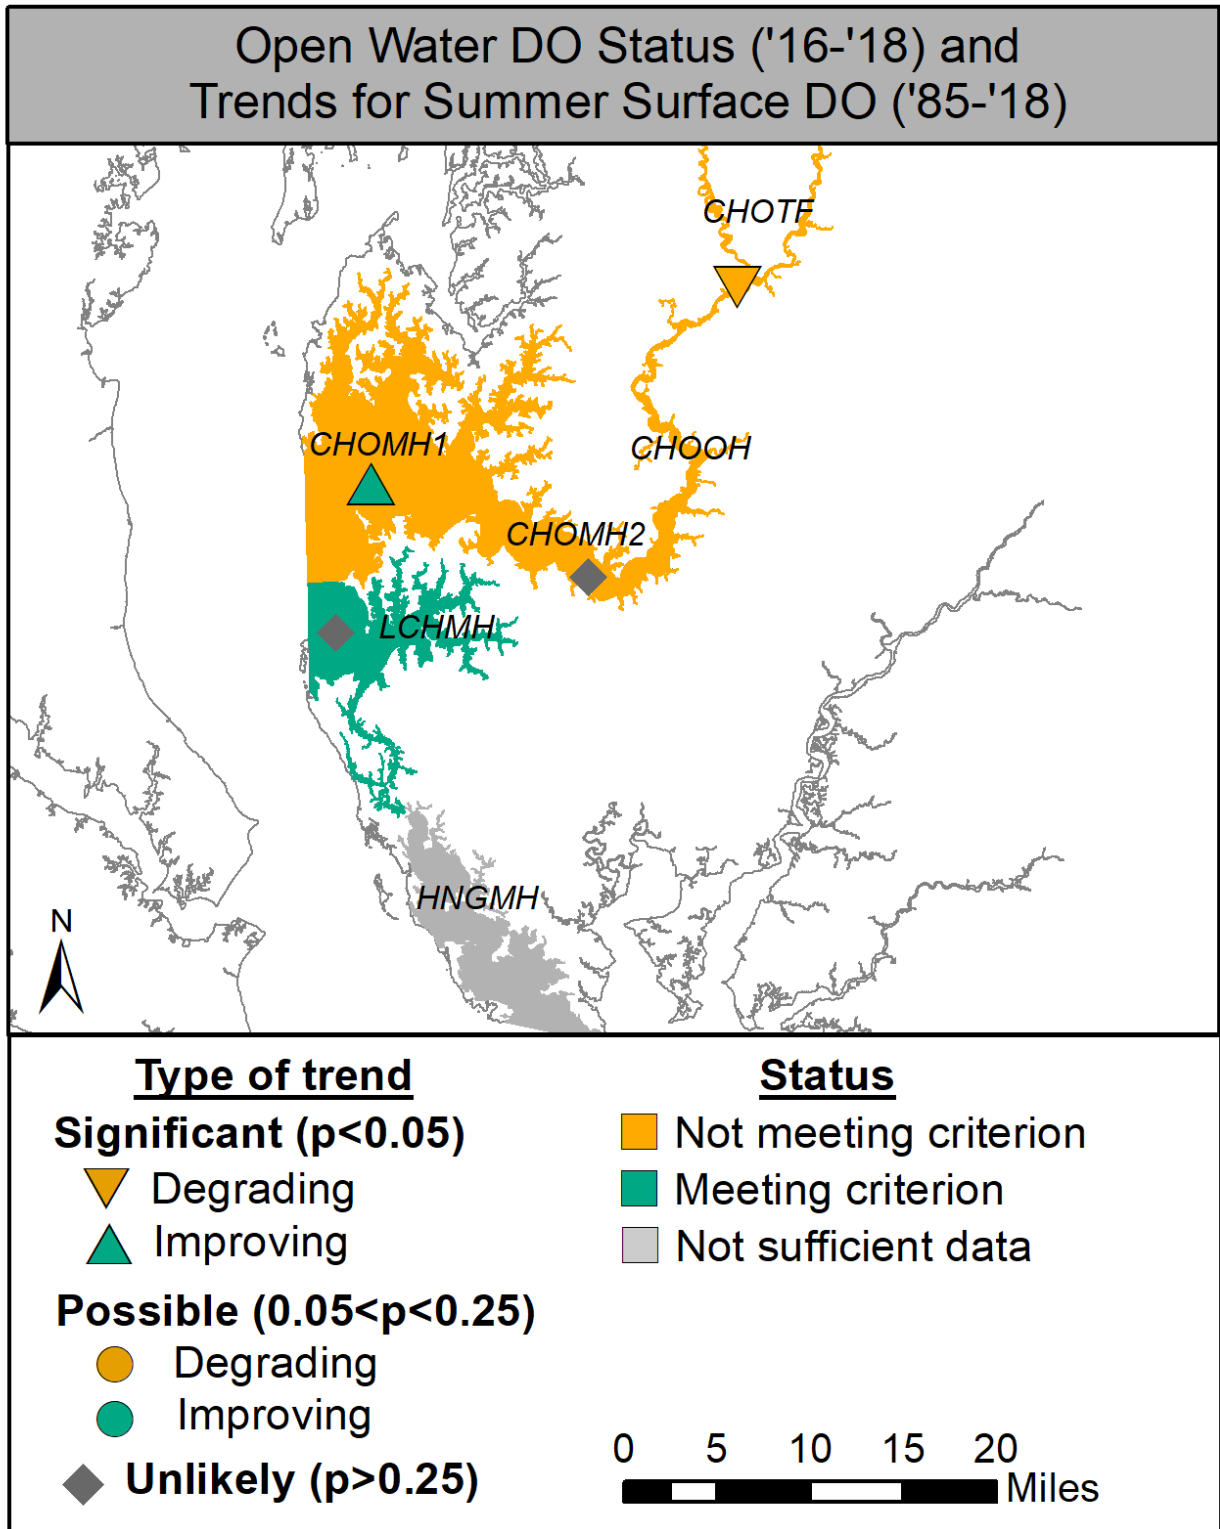 Open Water DO Status ('16-'18) and
Trends for Summer Surface DO ('85-'18)
CHOTF
CHOMH1
CHOOH
CHOMH2
LCHMH
HNGMH
N
Type of trend
Significant (p<0.05)
Degrading
Improving
Possible (0.05<p<0.25)
Degrading
Improving
Unlikely (p>0.25)
Status
Not meeting criterion
Meeting criterion
Not sufficient data
0 5 10 15 20
Miles